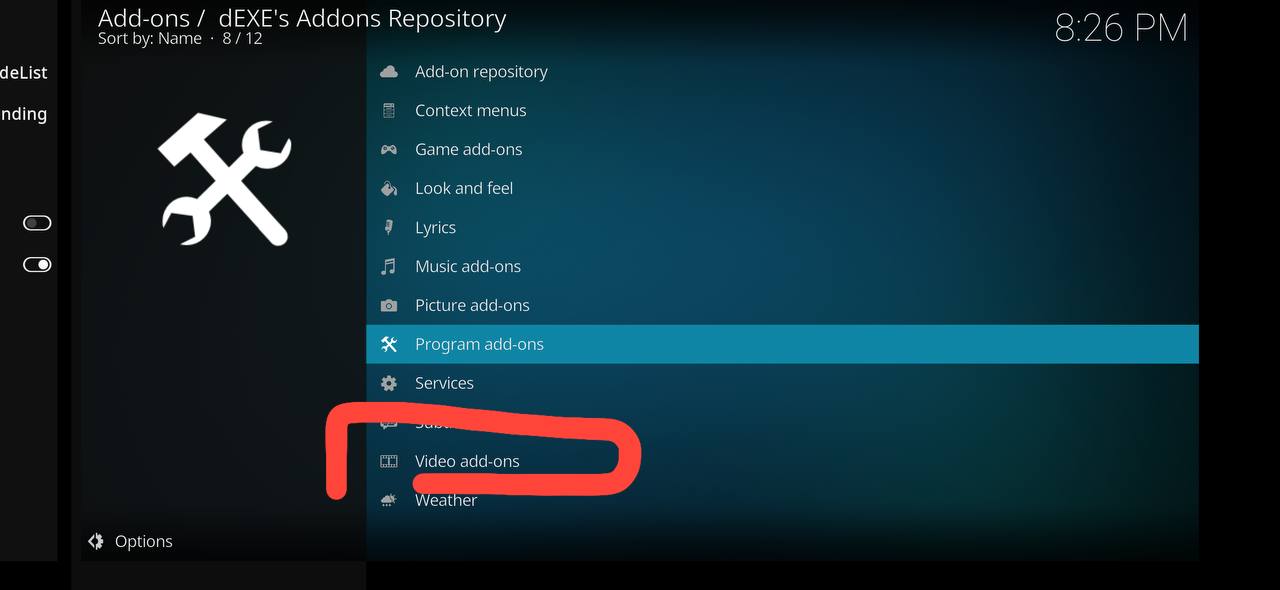 Add-ons / dEXE's Addons Repository
Sort by: Name · 8 / 12
8:26 PM
deList
nding
Add-on repository
Context menus
Game add-ons
Look and feel
Lyrics
Music add-ons
Picture add-ons
Program add-ons
Services
Video add-ons
Weather
Options